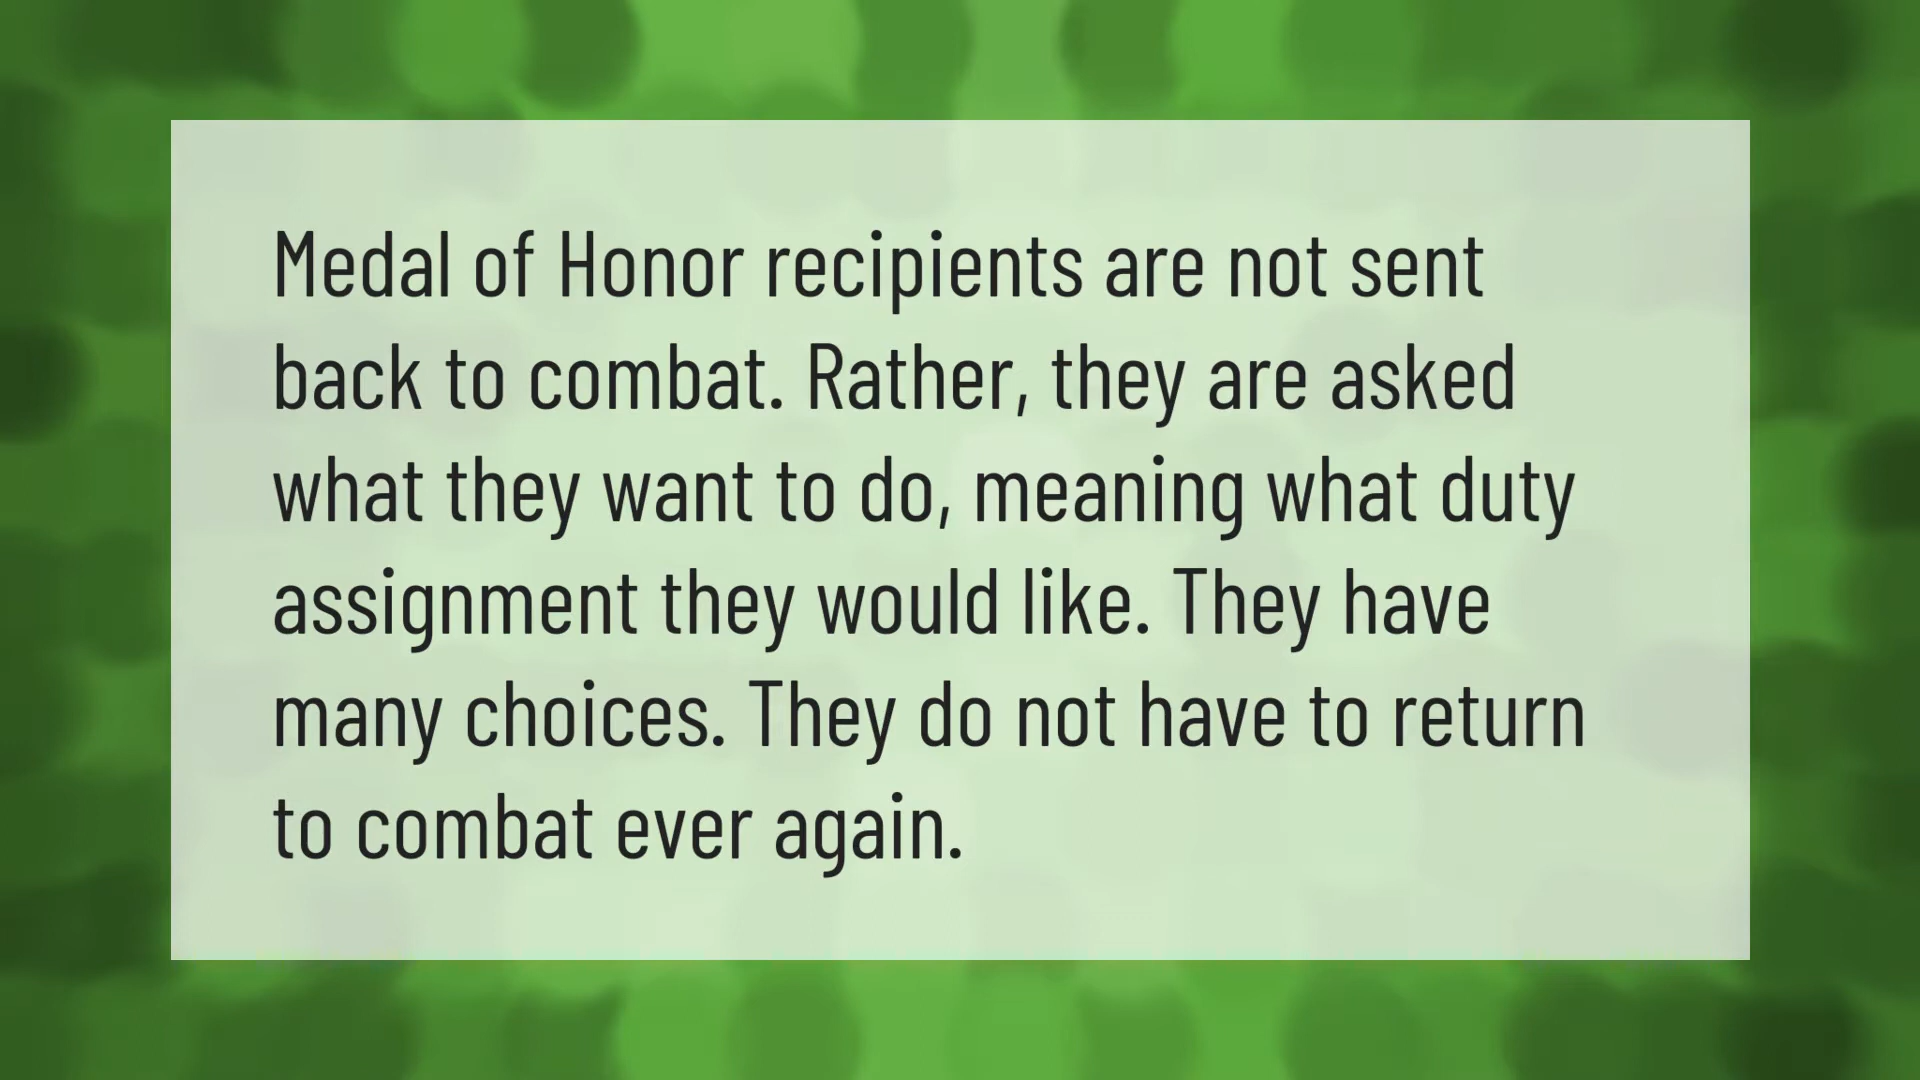 Medal of Honor recipients are not sent
back to combat. Rather, they are asked
what they want to do, meaning what duty
assignment they would like. They have
many choices. They do not have to return
to combat ever again.